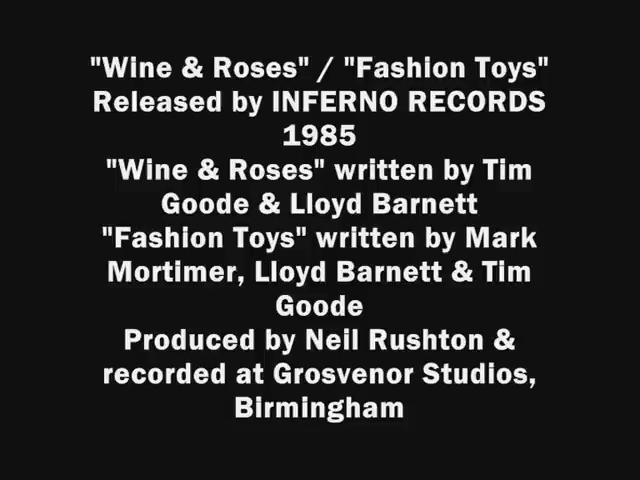 "Wine & Roses" / "Fashion Toys"
Released by INFERNO RECORDS
1985
"Wine & Roses" written by Tim
Goode & Lloyd Barnett
"Fashion Toys" written by Mark
Mortimer, Lloyd Barnett & Tim
Goode
Produced by Neil Rushton &
recorded at Grosvenor Studios,
Birmingham